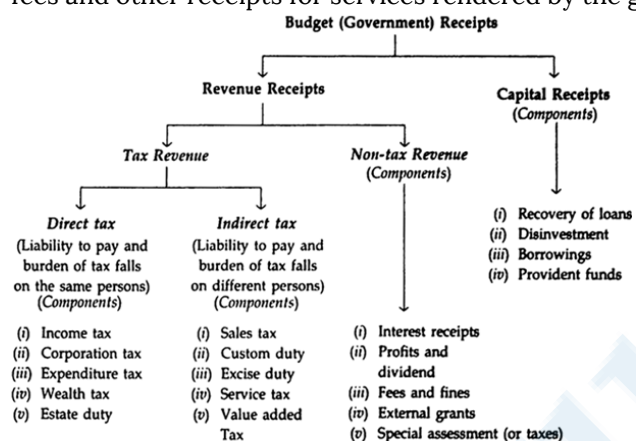 fees and other receipts for services rendered by the g
Budget (Government) Receipts
Revenue Receipts
Capital Receipts
(Components)
Tax Revenue
Non-tax Revenue
(Components)
Direct tax
(Liability to pay and
burden of tax falls
on the same persons)
(Components)
(i) Income tax
(ii) Corporation tax
(iii) Expenditure tax
(iv) Wealth tax
(v) Estate duty
Indirect tax
(Liability to pay and
burden of tax falls
on different persons)
(Components)
(i) Sales tax
(ii) Custom duty
(iii) Excise duty
(iv) Service tax
(v) Value added
Tax
(i) Interest receipts
(ii) Profits and
dividend
(iii) Fees and fines
(iv) External grants
(v) Special assessment (or taxes)
(i) Recovery of loans
(ii) Disinvestment
(iii) Borrowings
(iv) Provident funds